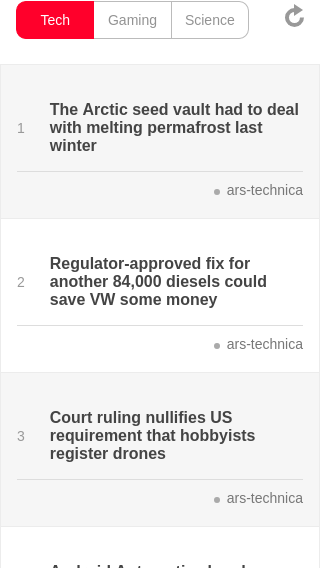 Tech Gaming Science
The Arctic seed vault had to deal
with melting permafrost last
1
winter
ars-technica
Regulator-approved fix for
another 84,000 diesels could
2
save VW some money
ars-technica
Court ruling nullifies US
requirement that hobbyists
3
register drones
ars-technica